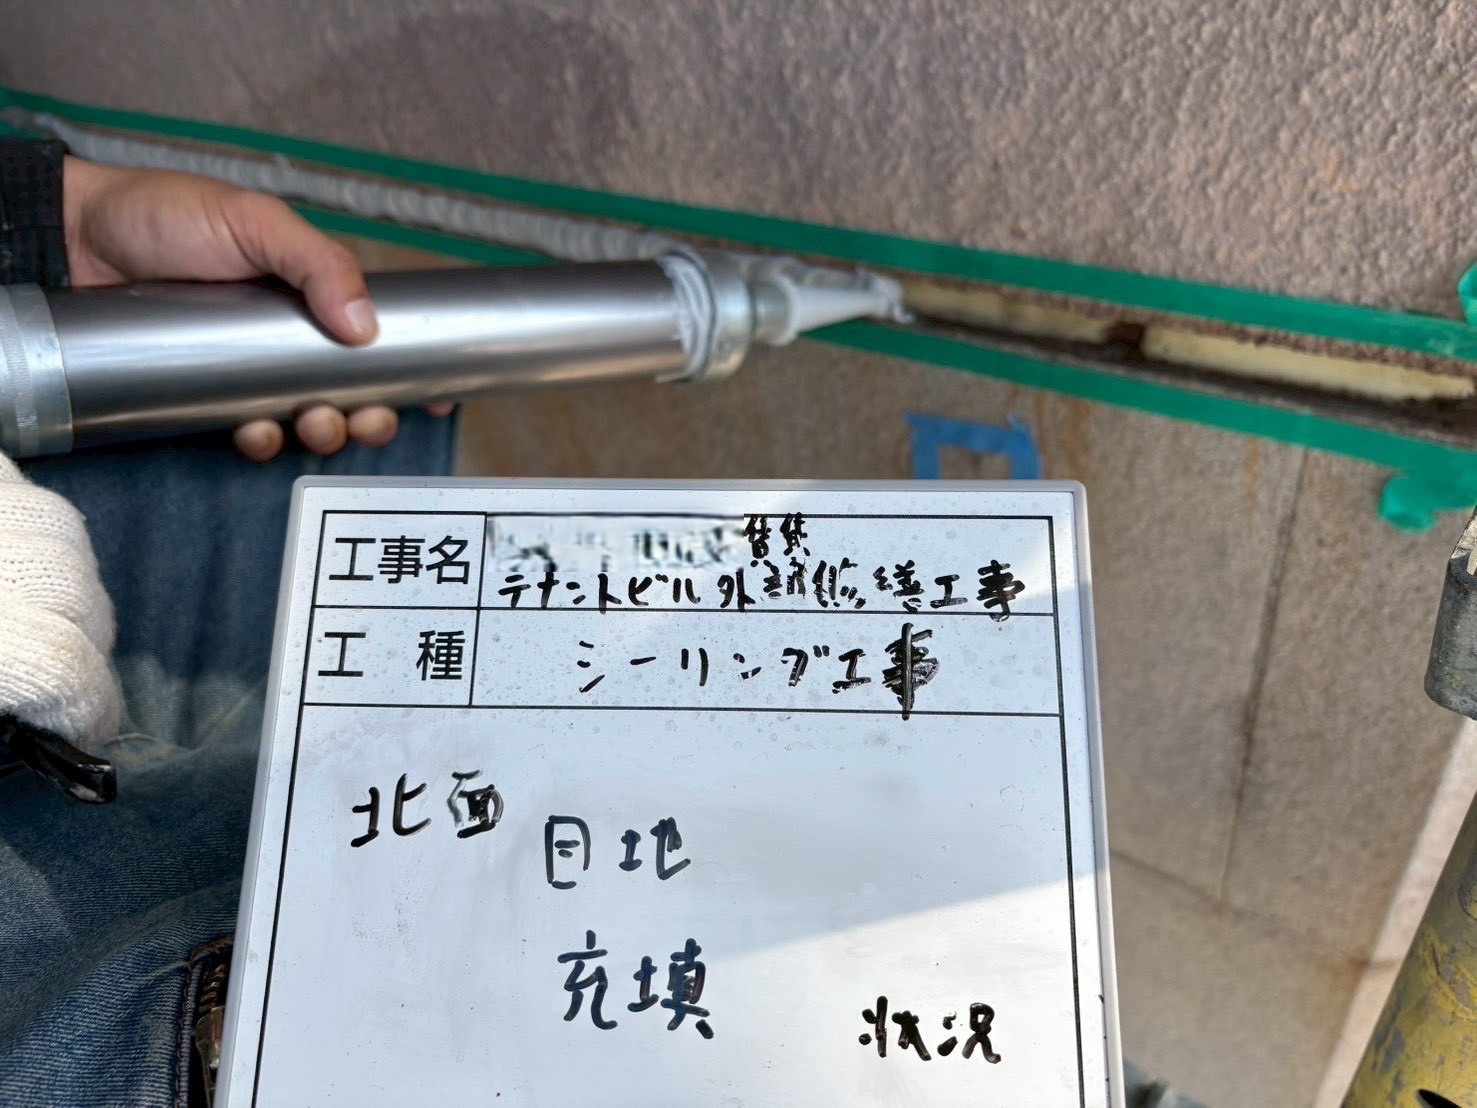 工事名
賃貸
テナントビル外部修繕工事
工 種
シーリング工事
北面
目地
充填
状況